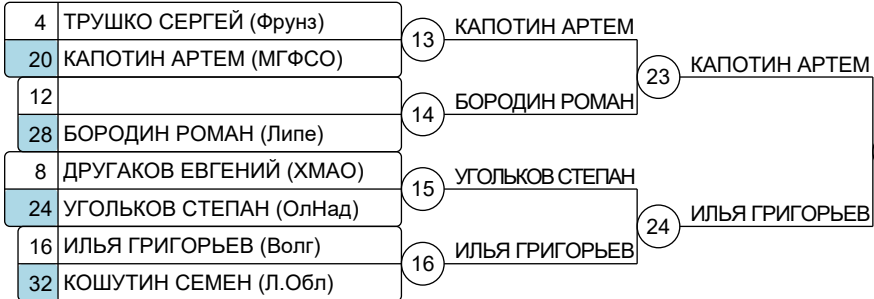 4 ТРУШКО СЕРГЕЙ (Фрунз)
20 КАПОТИН АРТЕМ (МГФСО)
13 КАПОТИН АРТЕМ
12
28 БОРОДИН РОМАН (Липе)
14 БОРОДИН РОМАН
23 КАПОТИН АРТЕМ
8 ДРУГАКОВ ЕВГЕНИЙ (ХМАО)
24 УГОЛЬКОВ СТЕПАН (ОлНад)
15 УГОЛЬКОВ СТЕПАН
16 ИЛЬЯ ГРИГОРЬЕВ (Волг)
32 КОШУТИН СЕМЕН (Л.Обл)
16 ИЛЬЯ ГРИГОРЬЕВ
24 ИЛЬЯ ГРИГОРЬЕВ